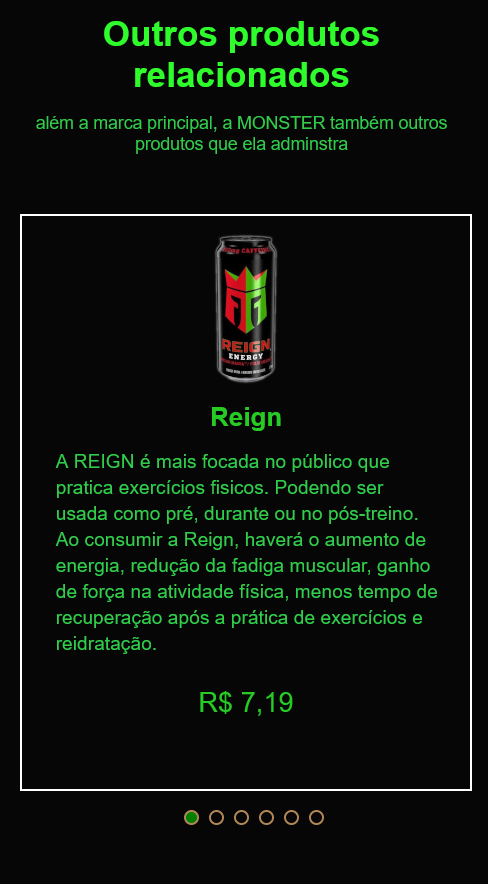 Outros produtos
relacionados
além a marca principal, a MONSTER também outros
produtos que ela adminstra
REIGN
ENERGY
Reign
A REIGN é mais focada no público que
pratica exercícios fisicos. Podendo ser
usada como pré, durante ou no pós-treino.
Ao consumir a Reign, haverá o aumento de
energia, redução da fadiga muscular, ganho
de força na atividade física, menos tempo de
recuperação após a prática de exercícios e
reidratação.
R$ 7,19